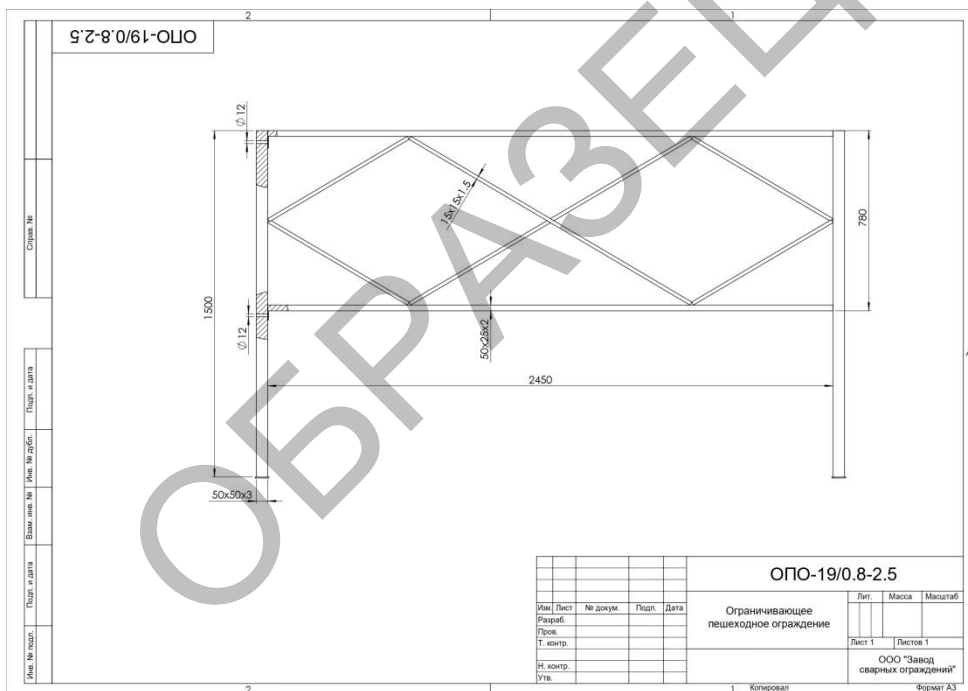 2
1
ОПО-19/0.8-2.5
∅12
1500
15x15x1.5
780
∅12
50x25x2
2450
50x50x3
ОБРАЗЕЦ
Справ. №
Подп. и дата
Инв. № дубл.
Взам. инв. №
Подп. и дата
Инв. № подл.
ОПО-19/0.8-2.5
Изм. Лист № докум. Подп. Дата
Разраб.
Пров.
Т. контр.
Н. контр.
Утв.
Ограничивающее
пешеходное ограждение
Лит. Масса Масштаб
Лист 1 Листов 1
ООО "Завод
сварных ограждений"
2
1
Копировал
Формат А3